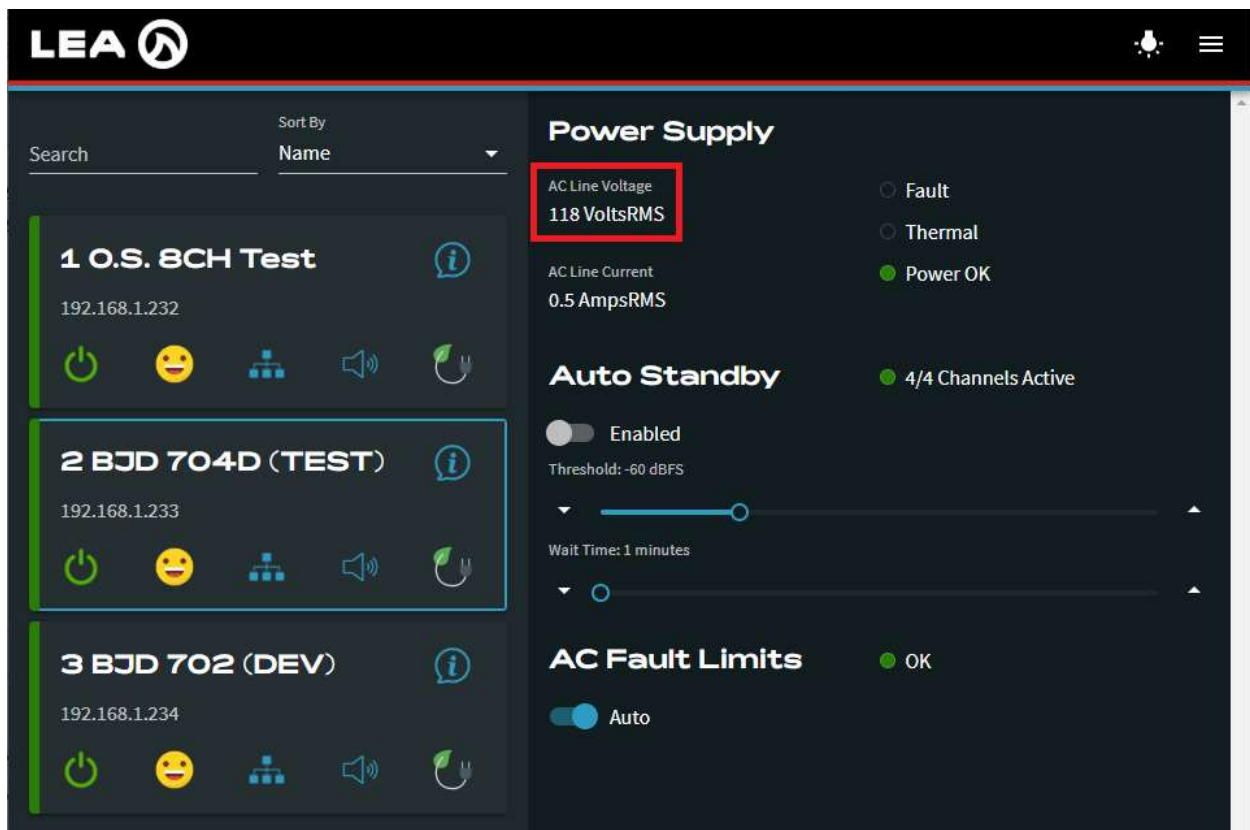 LEA
Search
Sort By
Name
1 O.S. 8CH Test
192.168.1.232
2 BJD 704D (TEST)
192.168.1.233
3 BJD 702 (DEV)
192.168.1.234
Power Supply
AC Line Voltage
118 VoltsRMS
AC Line Current
0.5 AmpsRMS
Fault
Thermal
Power OK
Auto Standby
4/4 Channels Active
Enabled
Threshold: -60 dBFS
Wait Time: 1 minutes
AC Fault Limits
OK
Auto